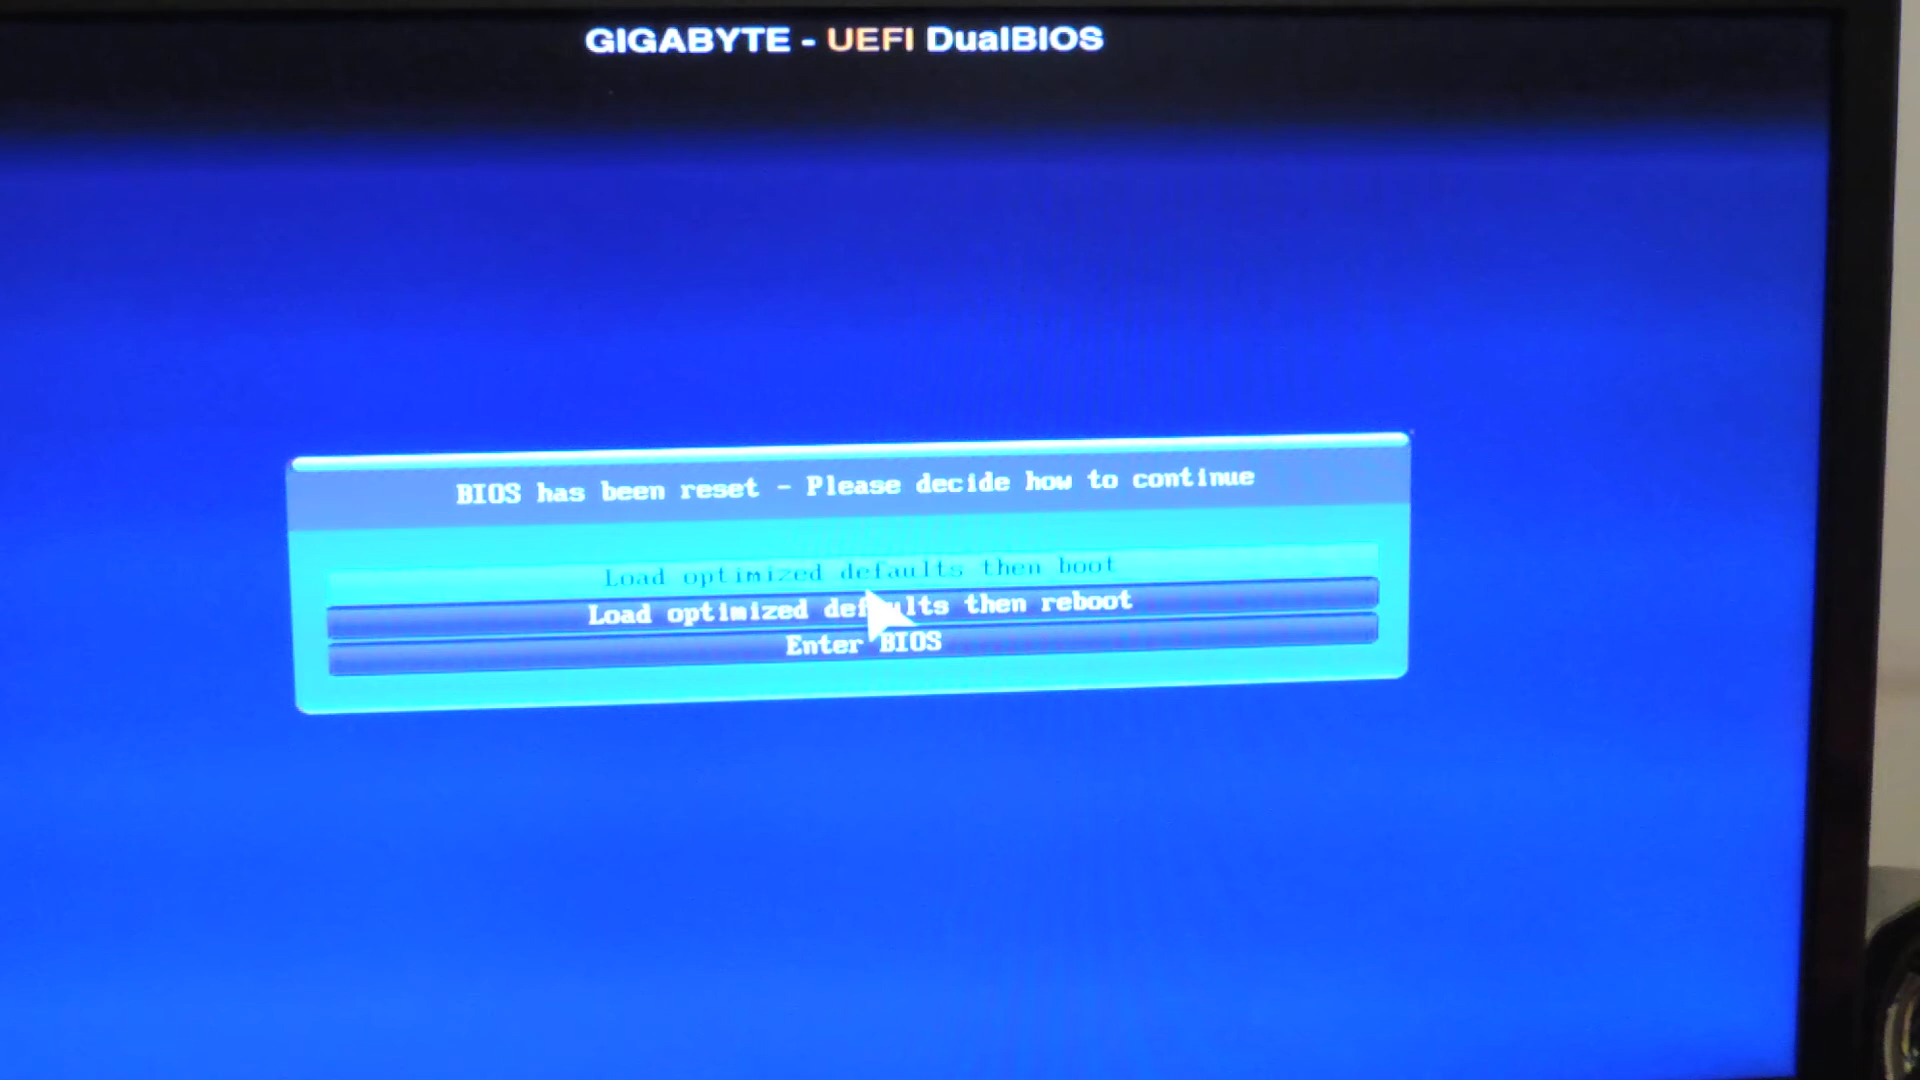 GIGABYTE - UEFI DualBIOS
BIOS has been reset - Please decide how to continue
Load optimized defaults then boot
Load optimized defaults then reboot
Enter BIOS